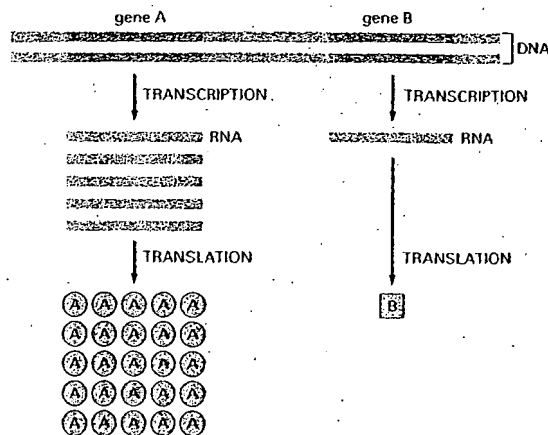 gene A gene B
DNA
TRANSCRIPTION TRANSCRIPTION
RNA RNA
TRANSLATION TRANSLATION
A A A A A B
A A A A A
A A A A A
A A A A A
A A A A A